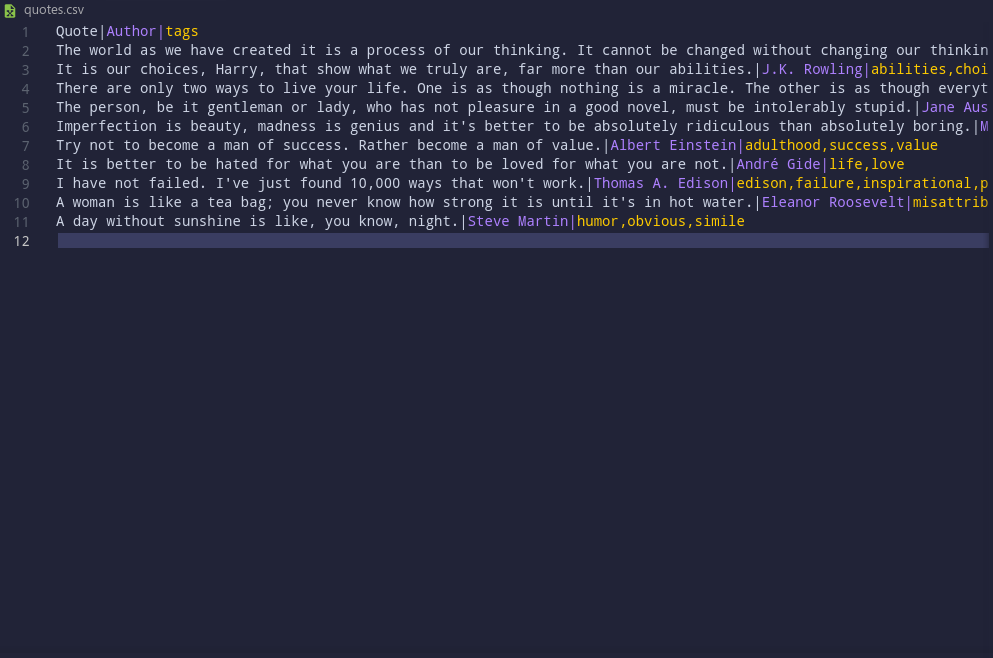 quotes.csv
1 Quote|Author|tags
2 The world as we have created it is a process of our thinking. It cannot be changed without changing our thinkin
3 It is our choices, Harry, that show what we truly are, far more than our abilities.|J.K. Rowling|abilities,choi
4 There are only two ways to live your life. One is as though nothing is a miracle. The other is as though everyt
5 The person, be it gentleman or lady, who has not pleasure in a good novel, must be intolerably stupid.|Jane Aus
6 Imperfection is beauty, madness is genius and it's better to be absolutely ridiculous than absolutely boring.|M
7 Try not to become a man of success. Rather become a man of value.|Albert Einstein|adulthood,success,value
8 It is better to be hated for what you are than to be loved for what you are not.|André Gide|life,love
9 I have not failed. I've just found 10,000 ways that won't work.|Thomas A. Edison|edison,failure,inspirational,p
10 A woman is like a tea bag; you never know how strong it is until it's in hot water.|Eleanor Roosevelt|misattrib
11 A day without sunshine is like, you know, night.|Steve Martin|humor,obvious,simile
12